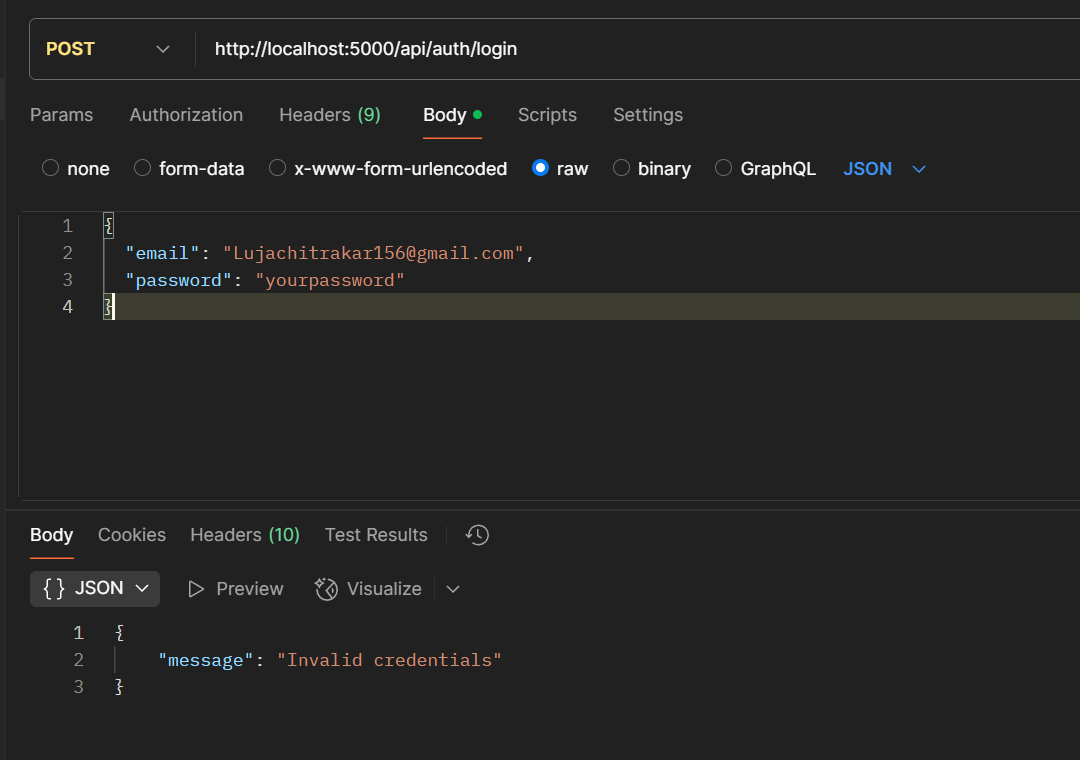 POST http://localhost:5000/api/auth/login
Params Authorization Headers (9) Body Scripts Settings
none form-data x-www-form-urlencoded raw binary GraphQL JSON
1 {
2 "email": "Lujachitrakar156@gmail.com",
3 "password": "yourpassword"
4 }
Body Cookies Headers (10) Test Results
{} JSON Preview Visualize
1 {
2 "message": "Invalid credentials"
3 }